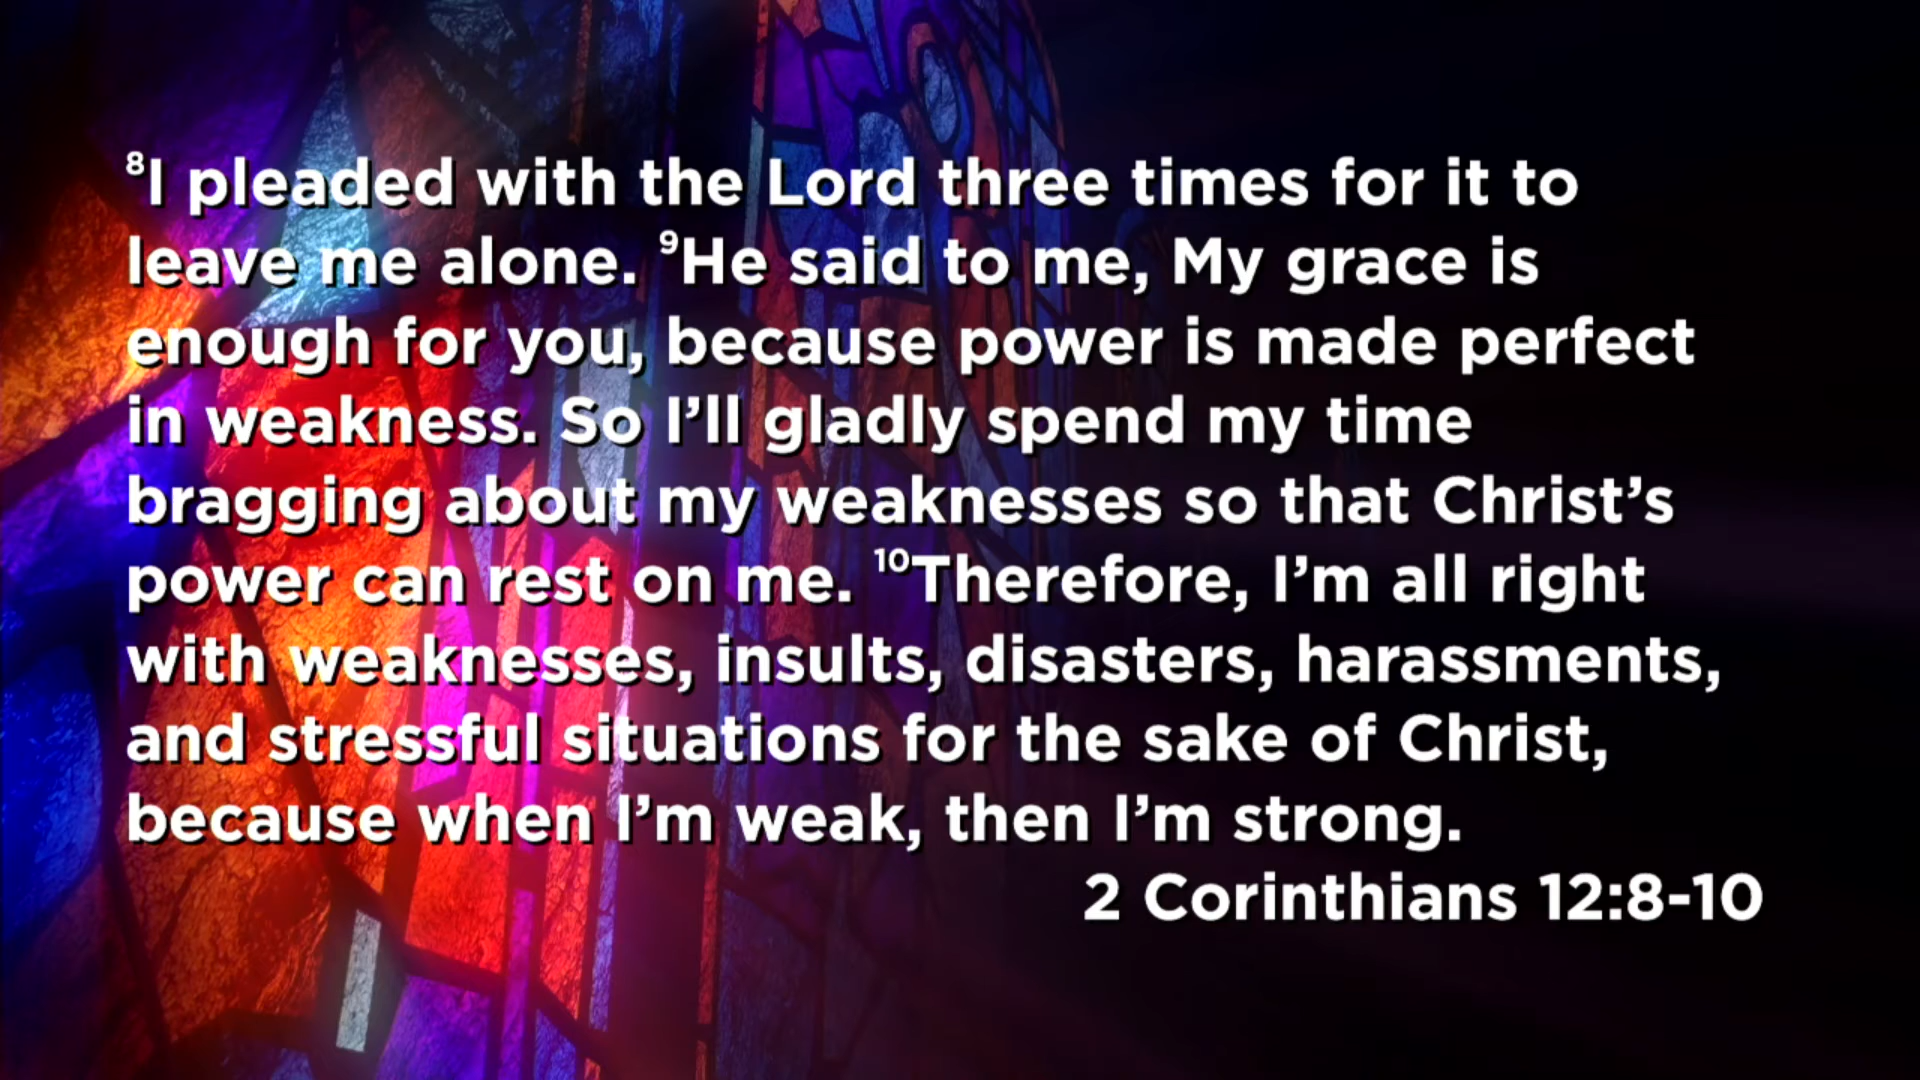 ⁸I pleaded with the Lord three times for it to
leave me alone. ⁹He said to me, My grace is
enough for you, because power is made perfect
in weakness. So I’ll gladly spend my time
bragging about my weaknesses so that Christ’s
power can rest on me. ¹⁰Therefore, I’m all right
with weaknesses, insults, disasters, harassments,
and stressful situations for the sake of Christ,
because when I’m weak, then I’m strong.
2 Corinthians 12:8-10